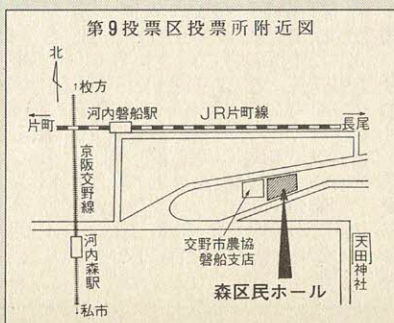 第9投票区投票所附近図
北
↑枚方
河内磐船駅
JR片町線
片町
長尾
京阪交野線
交野市農協
磐船支店
河内森駅
天田神社
森区民ホール
↓私市